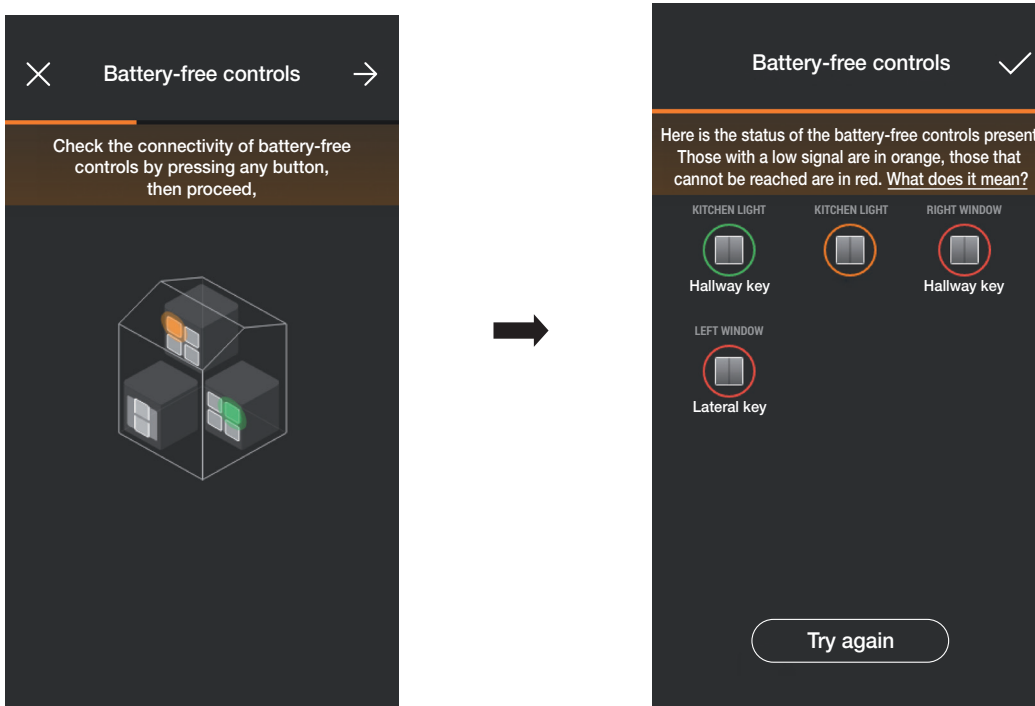 Battery-free controls
Check the connectivity of battery-free
controls by pressing any button,
then proceed,
Battery-free controls
Here is the status of the battery-free controls present
Those with a low signal are in orange, those that
cannot be reached are in red. What does it mean?
KITCHEN LIGHT KITCHEN LIGHT RIGHT WINDOW
Hallway key Hallway key
LEFT WINDOW
Lateral key
Try again